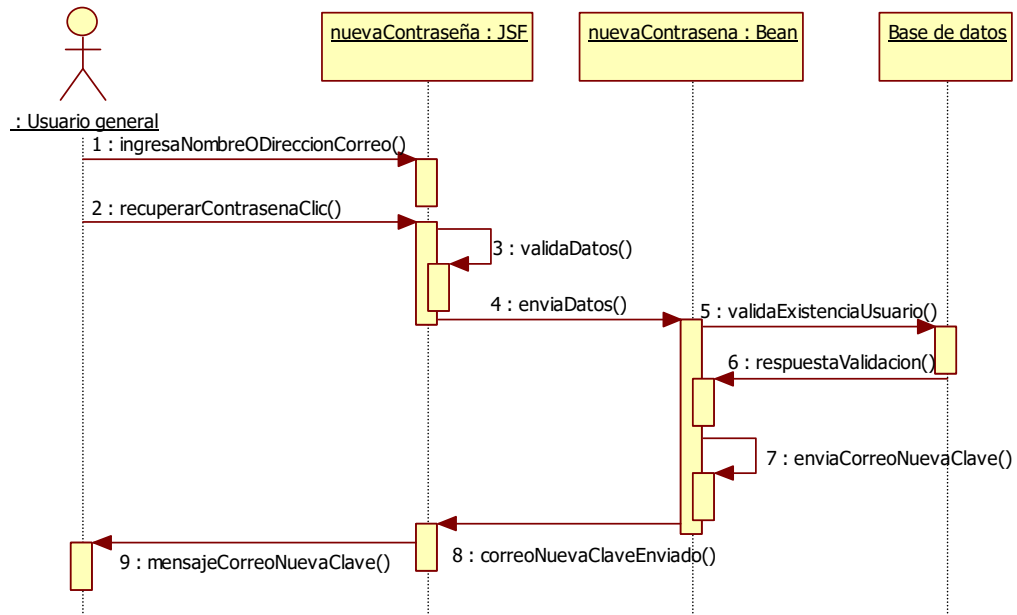 nuevaContraseña : JSF
nuevaContrasena : Bean
Base de datos
: Usuario general
1 : ingresaNombreODireccionCorreo()
2 : recuperarContrasenaClic()
3 : validaDatos()
4 : enviaDatos()
5 : validaExistenciaUsuario()
6 : respuestaValidacion()
7 : enviaCorreoNuevaClave()
8 : correoNuevaClaveEnviado()
9 : mensajeCorreoNuevaClave()